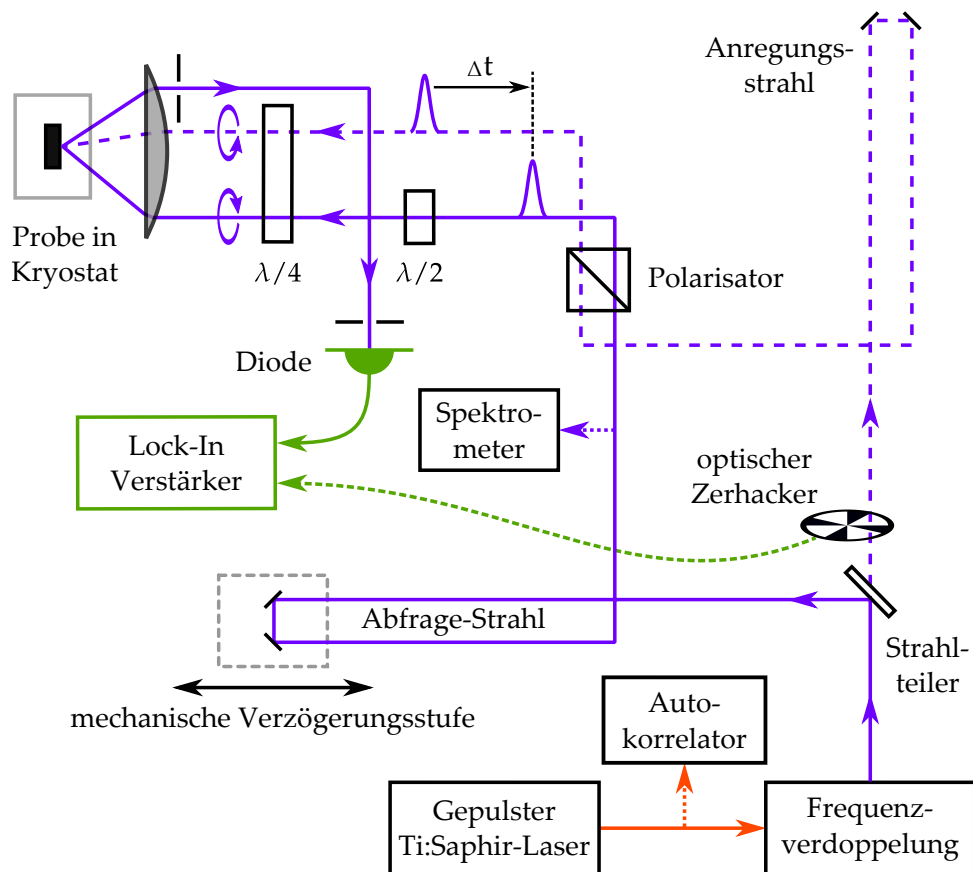 Anregungs-
strahl
Δt
Probe in
Kryostat
λ/4
λ/2
Polarisator
Diode
Spektro-
meter
Lock-In
Verstärker
optischer
Zerhacker
Abfrage-Strahl
Strahl-
teiler
mechanische Verzögerungsstufe
Auto-
korrelator
Gepulster
Ti:Saphir-Laser
Frequenz-
verdoppelung